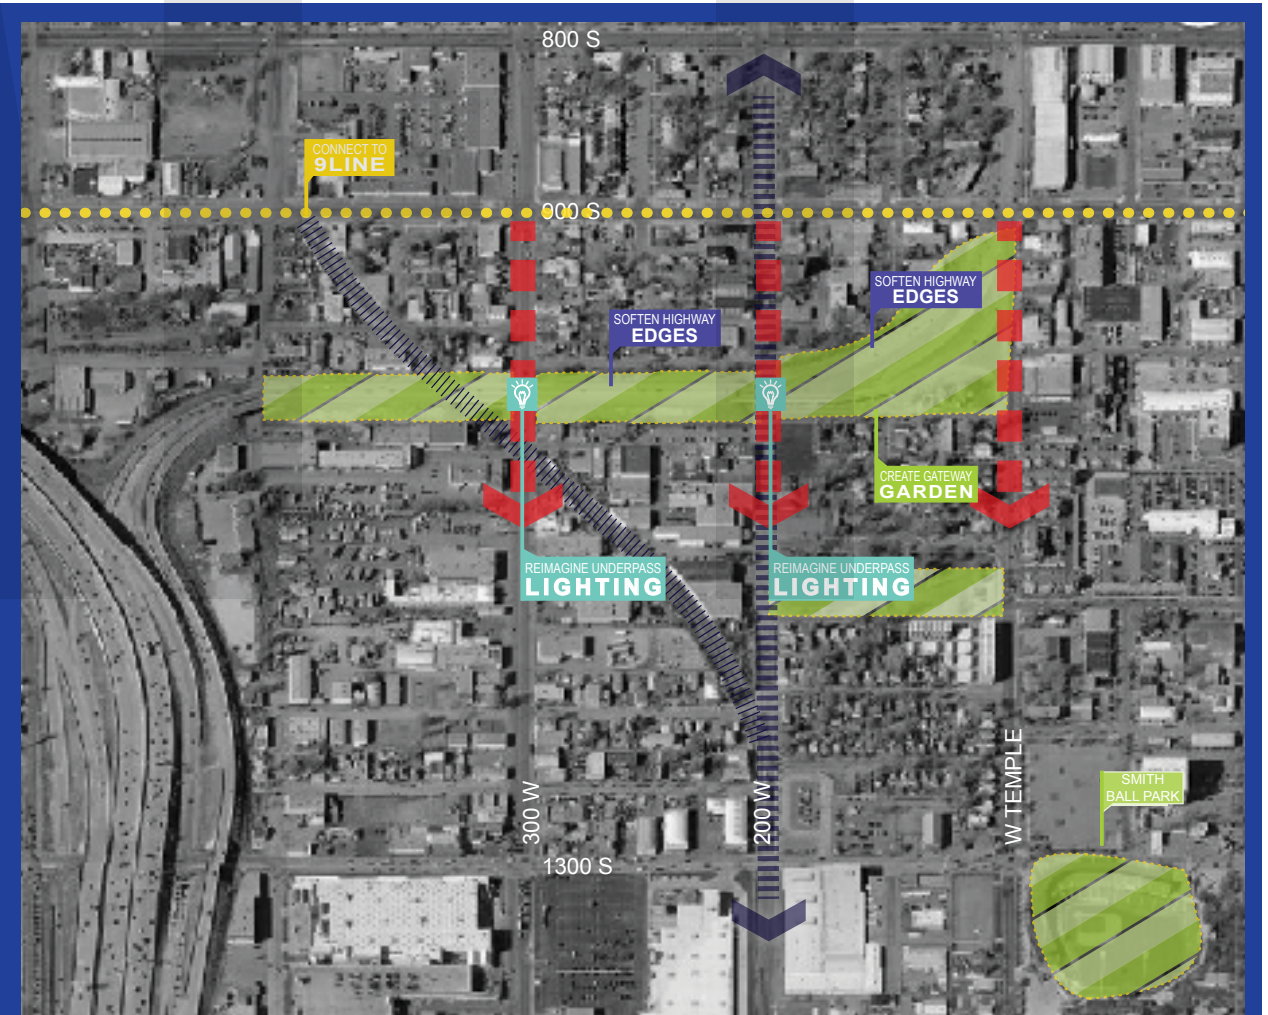 800 S
CONNECT TO
9LINE
900 S
SOFTEN HIGHWAY
EDGES
SOFTEN HIGHWAY
EDGES
CREATE GATEWAY
GARDEN
REIMAGINE UNDERPASS
LIGHTING
REIMAGINE UNDERPASS
LIGHTING
300 W
200 W
W TEMPLE
SMITH
BALL PARK
1300 S